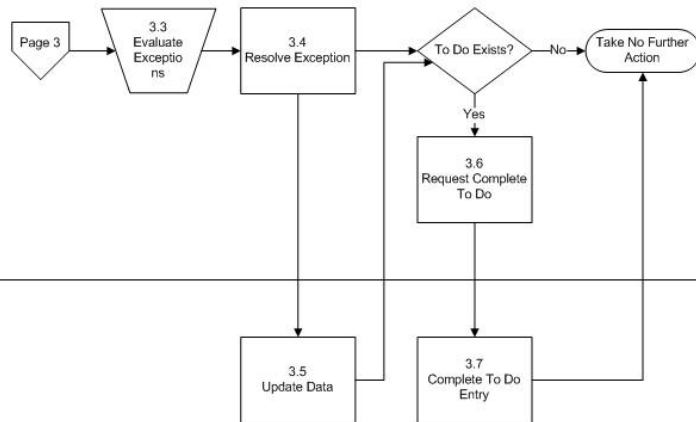 Page 3
3.3
Evaluate
Exceptio
ns
3.4
Resolve Exception
To Do Exists?
No
Take No Further
Action
Yes
3.6
Request Complete
To Do
3.5
Update Data
3.7
Complete To Do
Entry